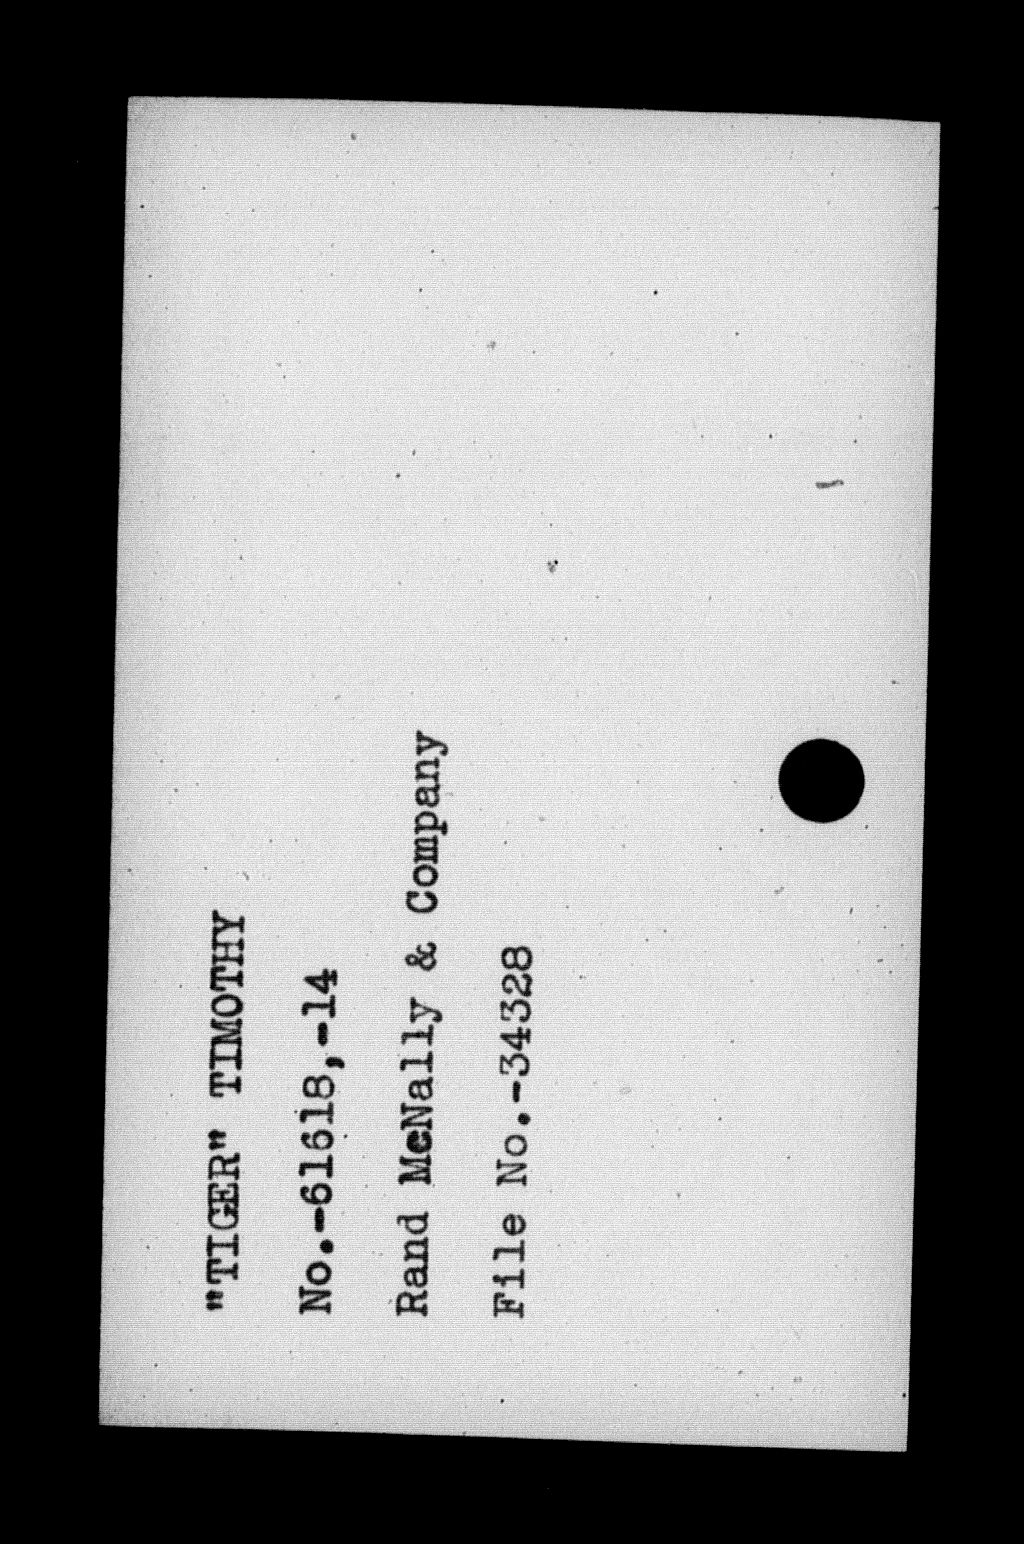 "TIGER" TIMOTHY
No.-61618,-14
Rand McNally & Company
File No.-34328